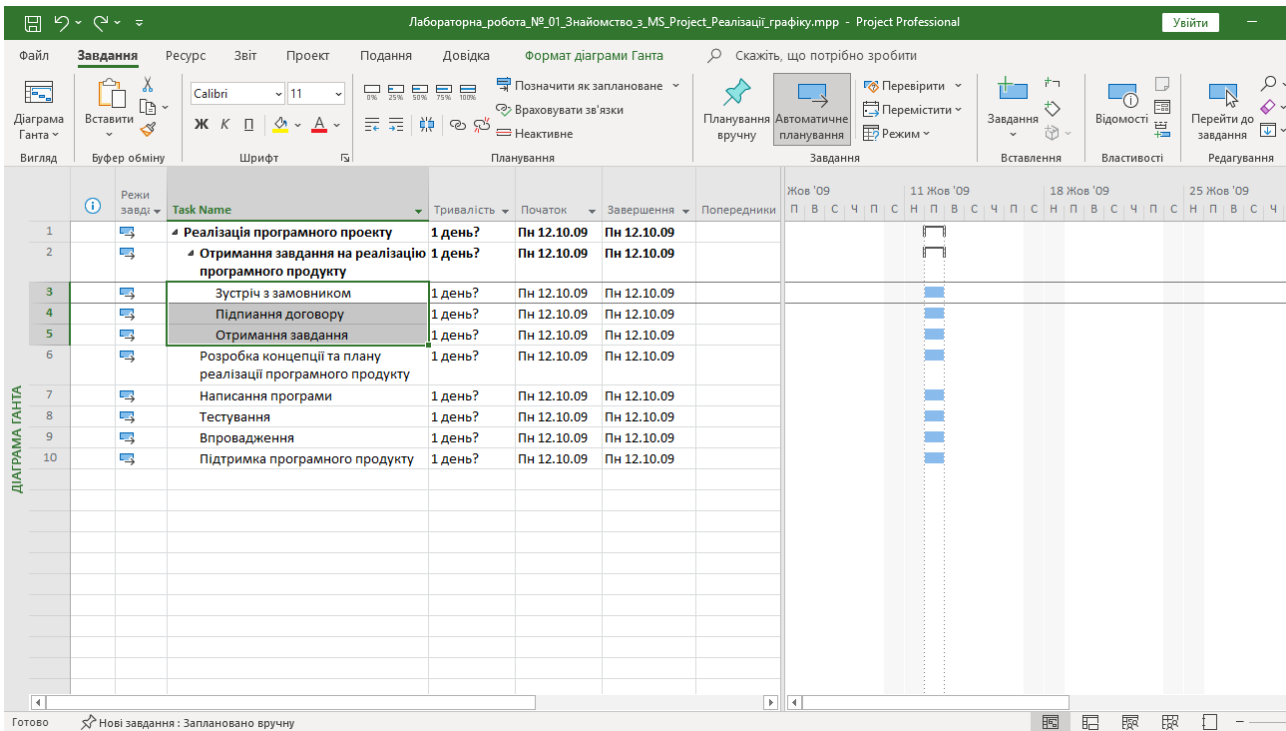 Лабораторна_робота_№_01_Знайомство_з_MS_Project_Реалізації_графіку.mpp - Project Professional
Увійти
Файл Завдання Ресурс Звіт Проект Подання Довідка Формат діаграми Ганта Скажіть, що потрібно зробити
Діаграма Ганта
Вставити
Calibri 11
Ж К П А
0% 25% 50% 75% 100%
Позначити як заплановане
Враховувати зв'язки
Неактивне
Планування вручну
Автоматичне планування
Перевірити
Перемістити
Режим
Завдання
Відомості
Перейти до завдання
Вигляд Буфер обміну Шрифт Планування Завдання Вставлення Властивості Редагування
Режи завда Task Name Тривалість Початок Завершення Попередники
Жов '09 11 Жов '09 18 Жов '09 25 Жов '09
П В С Ч П С Н П В С Ч П С Н П В С Ч П С Н П В С Ч
1 Реалізація програмного проекту 1 день? Пн 12.10.09 Пн 12.10.09
2 Отримання завдання на реалізацію 1 день? Пн 12.10.09 Пн 12.10.09
програмного продукту
3 Зустріч з замовником 1 день? Пн 12.10.09 Пн 12.10.09
4 Підпиання договору 1 день? Пн 12.10.09 Пн 12.10.09
5 Отримання завдання 1 день? Пн 12.10.09 Пн 12.10.09
6 Розробка концепції та плану 1 день? Пн 12.10.09 Пн 12.10.09
реалізації програмного продукту
7 Написання програми 1 день? Пн 12.10.09 Пн 12.10.09
8 Тестування 1 день? Пн 12.10.09 Пн 12.10.09
9 Впровадження 1 день? Пн 12.10.09 Пн 12.10.09
10 Підтримка програмного продукту 1 день? Пн 12.10.09 Пн 12.10.09
ДІАГРАМА ГАНТА
Готово Нові завдання : Заплановано вручну